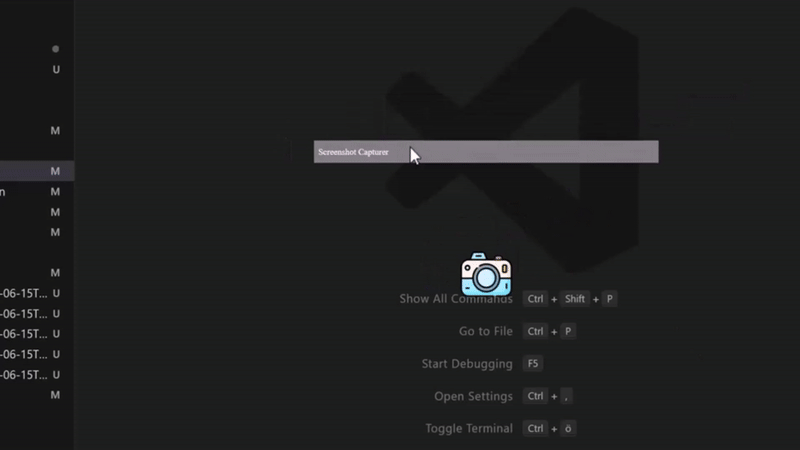 U
M
Screenshot Capturer
M
n M
M
M
M
-06-15T... U
Show All Commands Ctrl + Shift + P
-06-15T... U
Go to File Ctrl + P
-06-15T... U
-06-15T... U
Start Debugging F5
-06-15T... U
M
Open Settings Ctrl + ,
Toggle Terminal Ctrl + ö